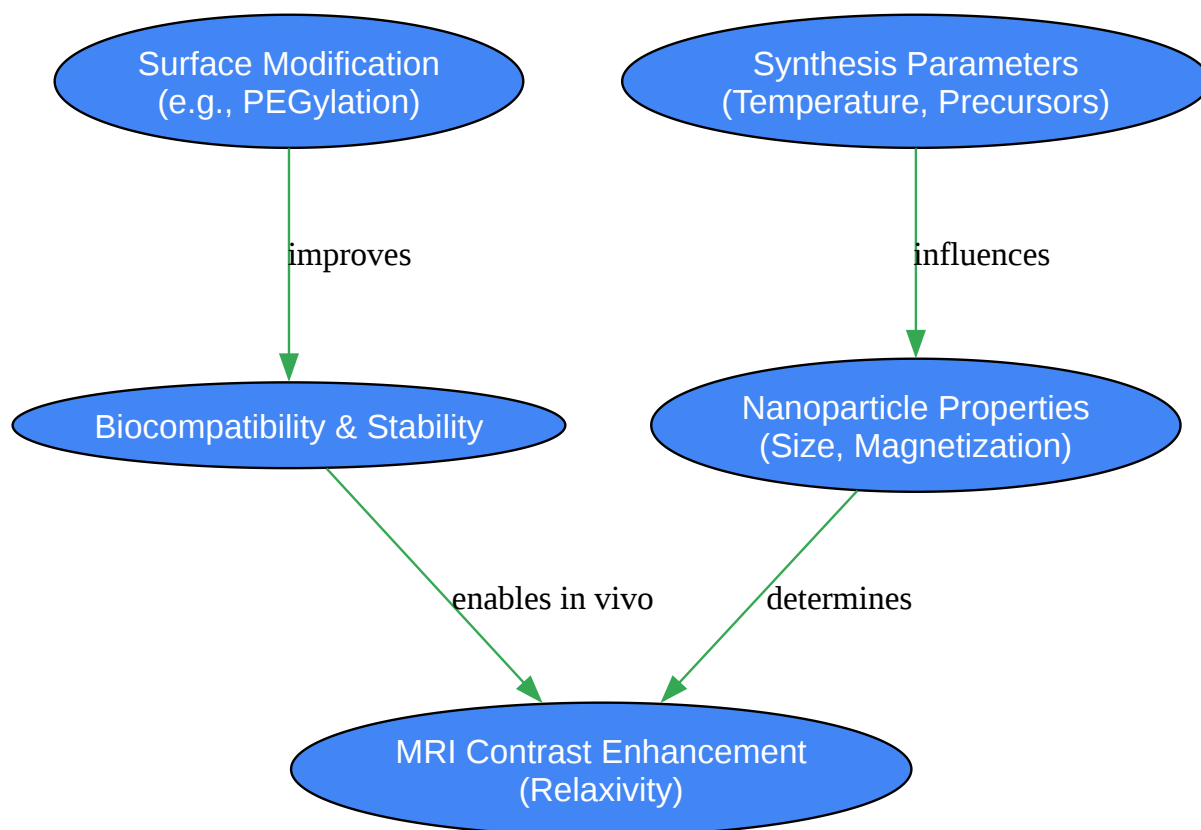 Surface Modification
(e.g., PEGylation)
Synthesis Parameters
(Temperature, Precursors)
improves
influences
Biocompatibility & Stability
Nanoparticle Properties
(Size, Magnetization)
enables in vivo
determines
MRI Contrast Enhancement
(Relaxivity)